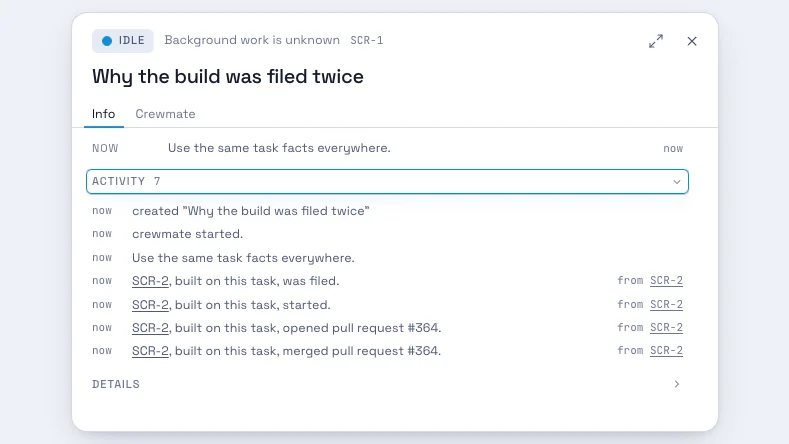 IDLE Background work is unknown SCR-1
Why the build was filed twice
Info Crewmate
NOW Use the same task facts everywhere. now
ACTIVITY 7
now created "Why the build was filed twice"
now crewmate started.
now Use the same task facts everywhere.
now SCR-2, built on this task, was filed. from SCR-2
now SCR-2, built on this task, started. from SCR-2
now SCR-2, built on this task, opened pull request #364. from SCR-2
now SCR-2, built on this task, merged pull request #364. from SCR-2
DETAILS